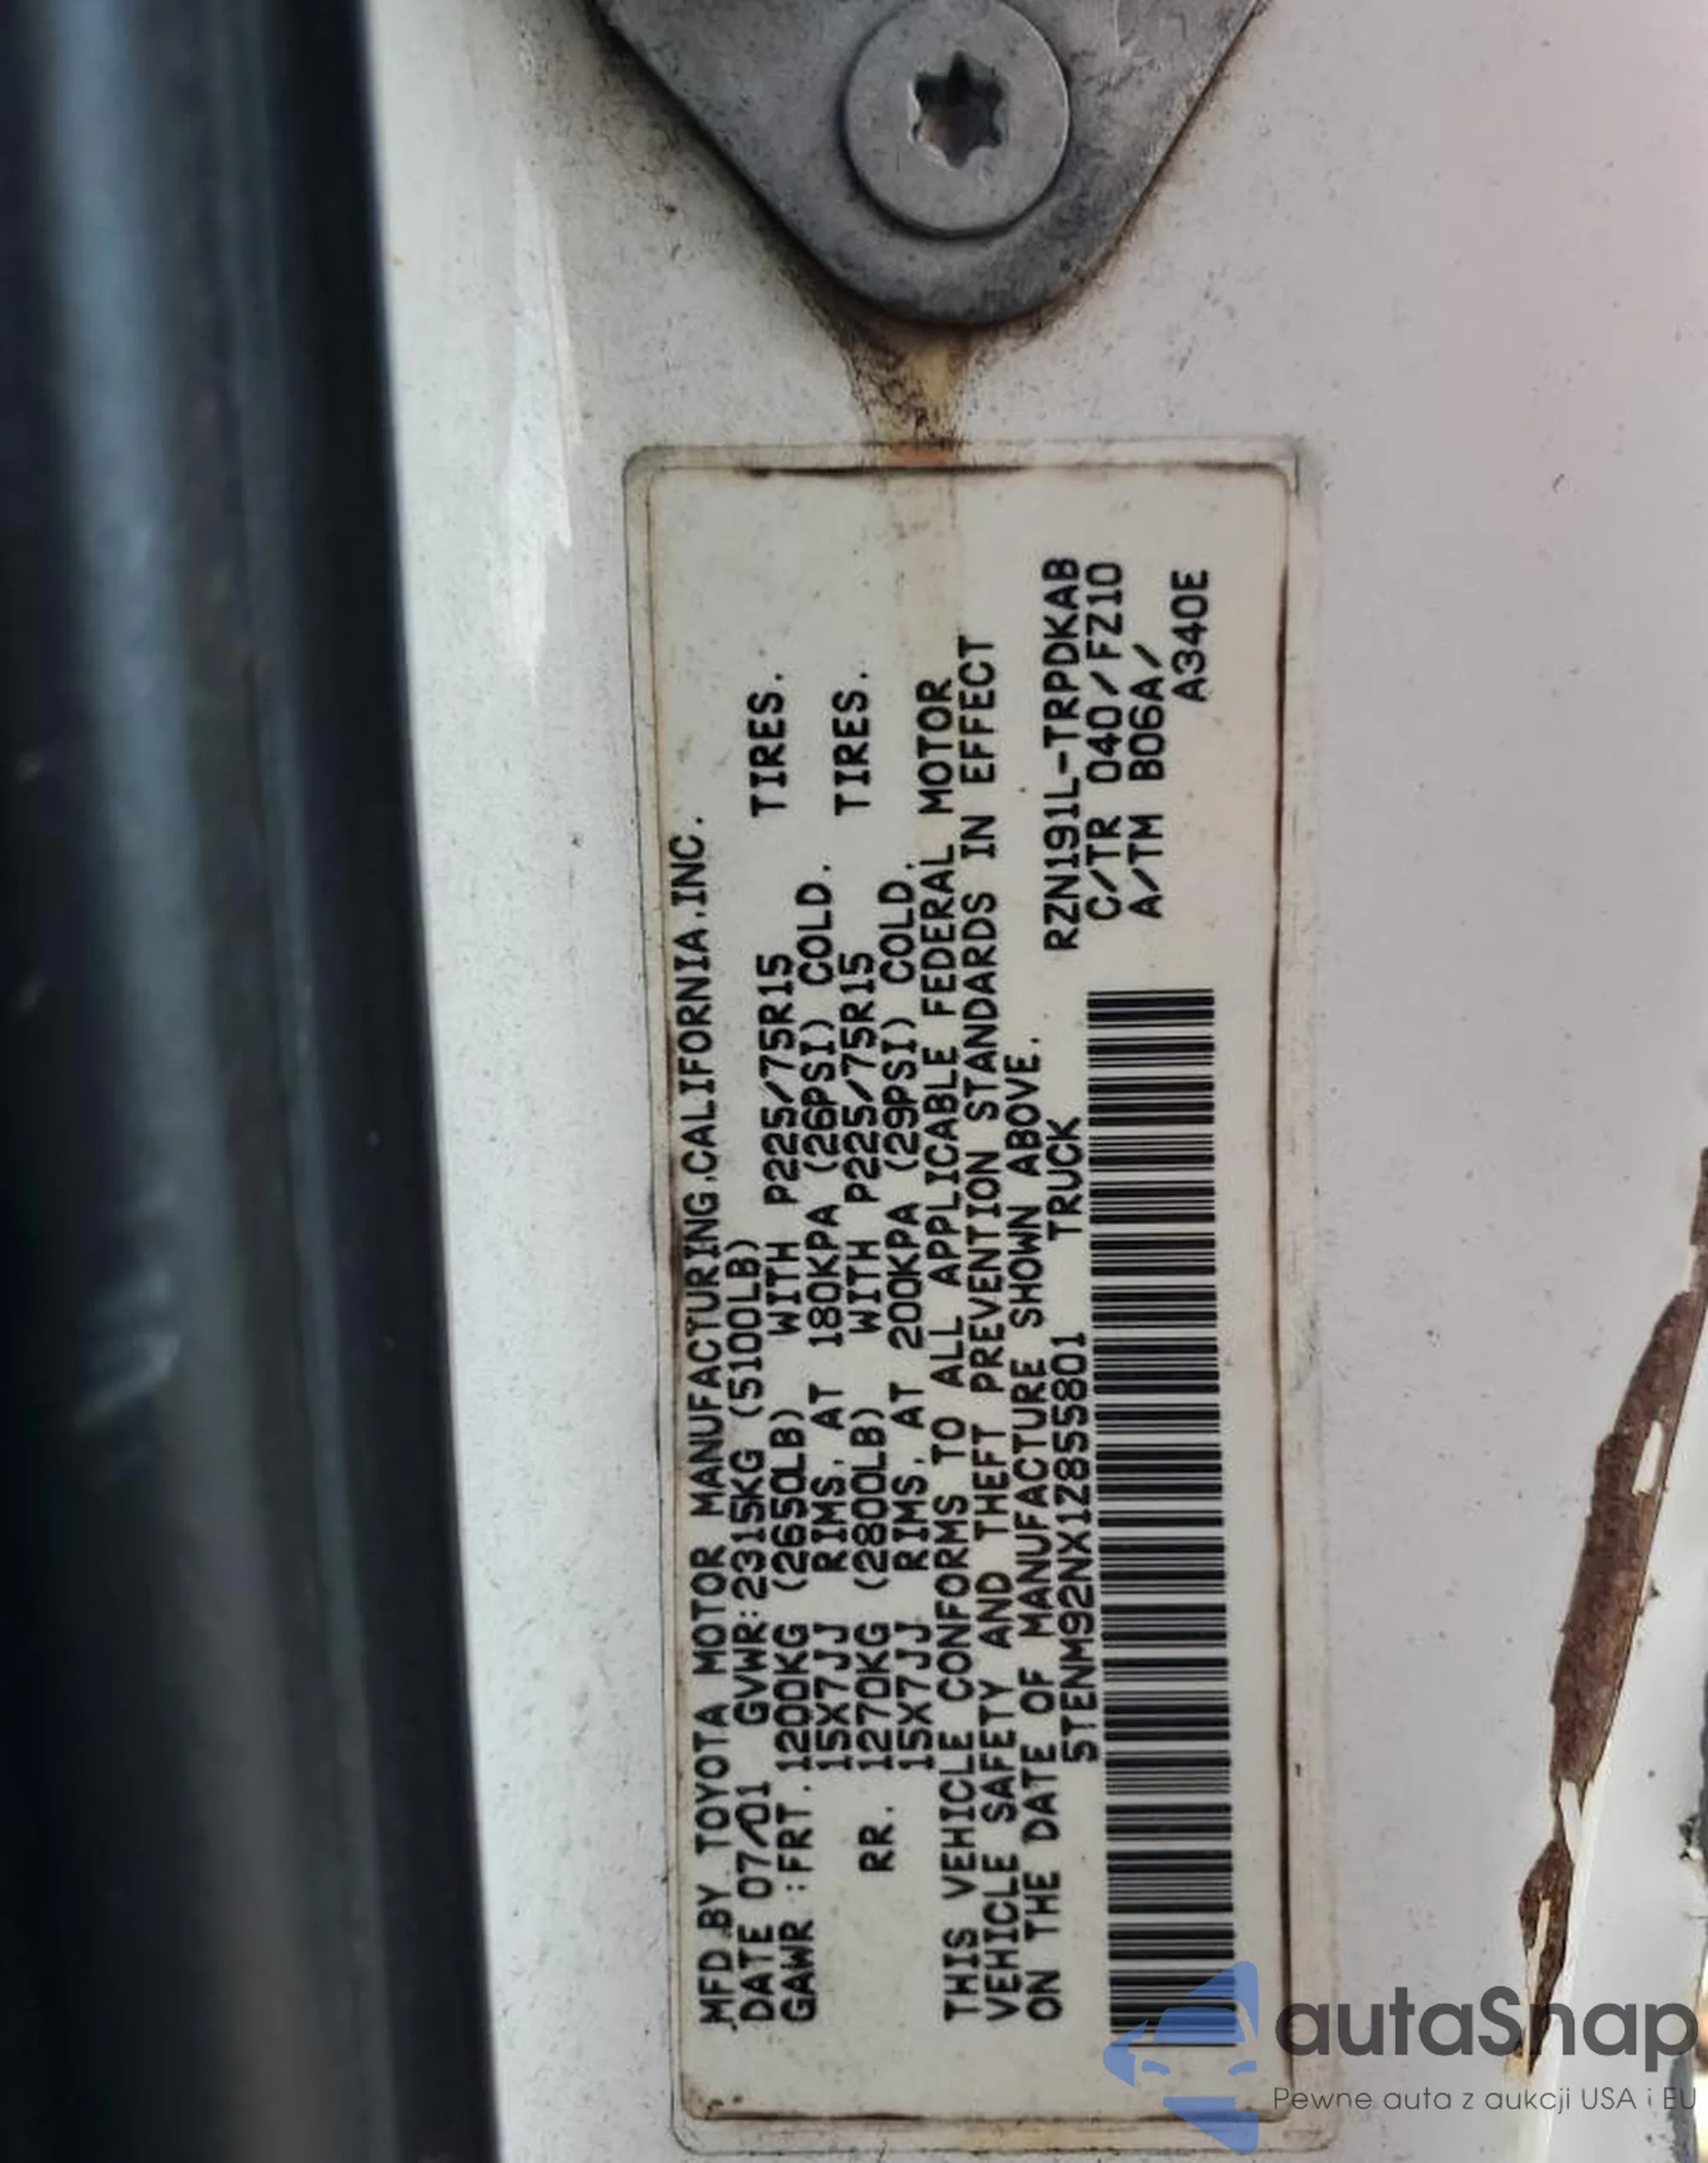 MFD.BY TOYOTA MOTOR MANUFACTURING,CALIFORNIA,INC.
DATE 07/01 GVWR:2315KG (5100LB)
GAWR:FRT. 1200KG (2650LB) WITH P225/75R15 TIRES.
15X7JJ RIMS, AT 180KPA (26PSI) COLD.
RR. 1270KG (2800LB) WITH P225/75R15 TIRES.
15X7JJ RIMS, AT 200KPA (29PSI) COLD.
THIS VEHICLE CONFORMS TO ALL APPLICABLE FEDERAL MOTOR
VEHICLE SAFETY AND THEFT PREVENTION STANDARDS IN EFFECT
ON THE DATE OF MANUFACTURE SHOWN ABOVE.
5TENM92NX1Z855801 TRUCK RZN191L-TRPDKAB
C/TR 040/FZ10
A/TM B06A/
A340E
autaSnap
Pewne auta z aukcji USA i EU